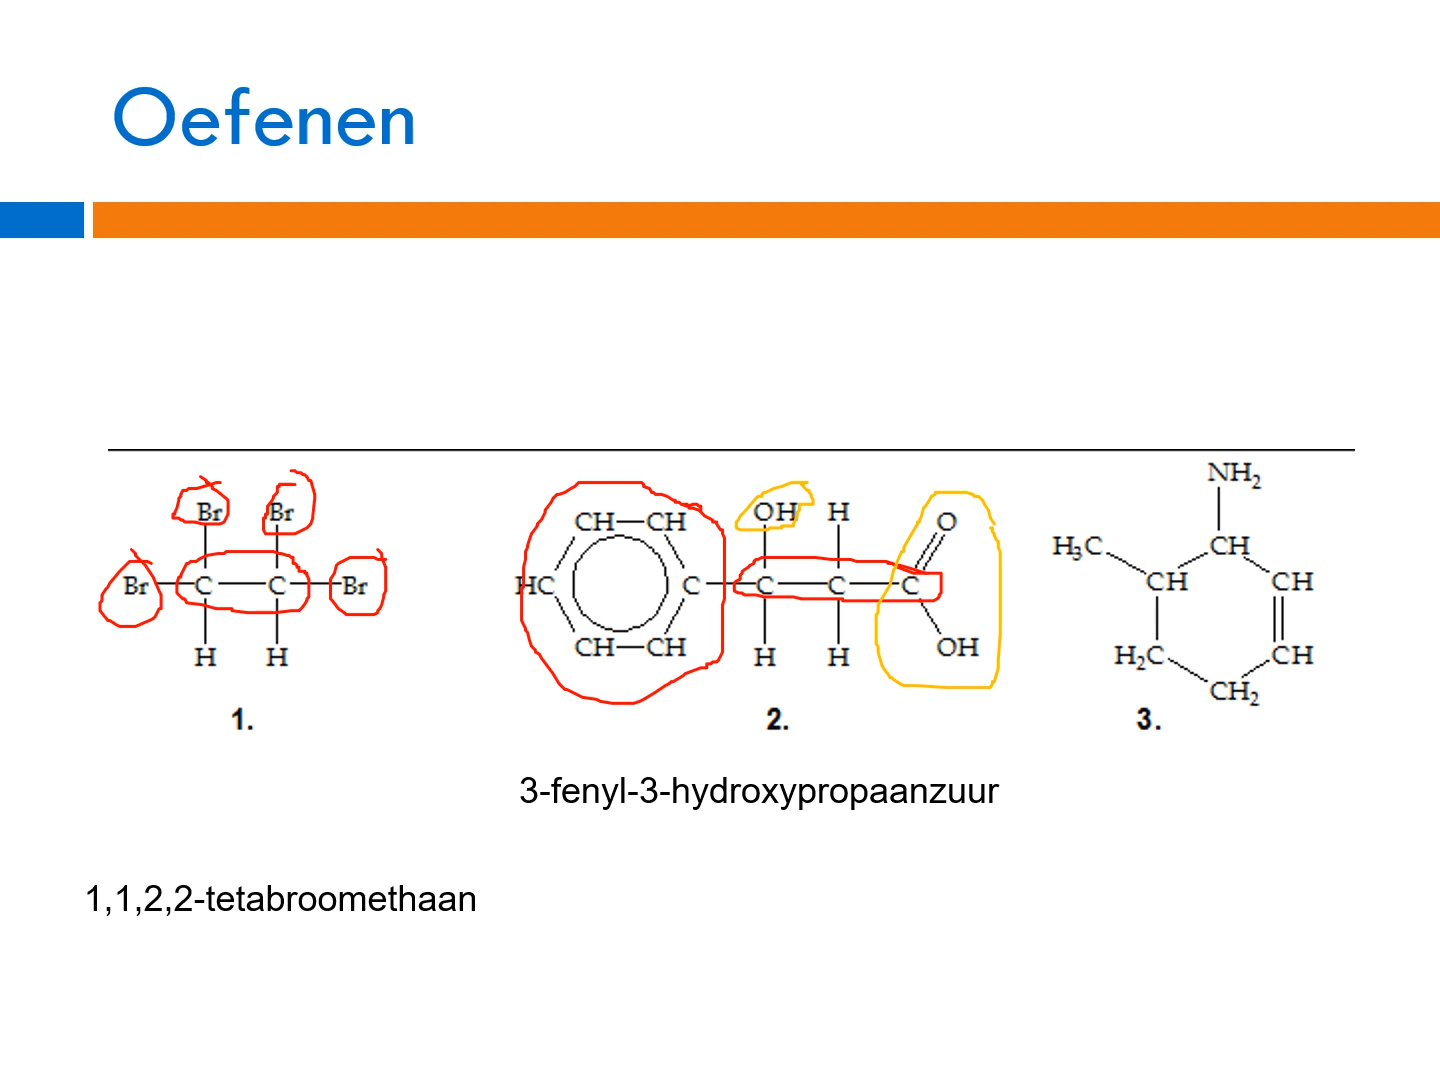 Oefenen
Br Br
Br C C Br
H H
1.
CH CH OH H O
HC C C C C
CH CH H H OH
2.
NH₂
H₃C CH
CH CH
H₂C CH
CH₂
3.
3-fenyl-3-hydroxypropaanzuur
1,1,2,2-tetabroomethaan